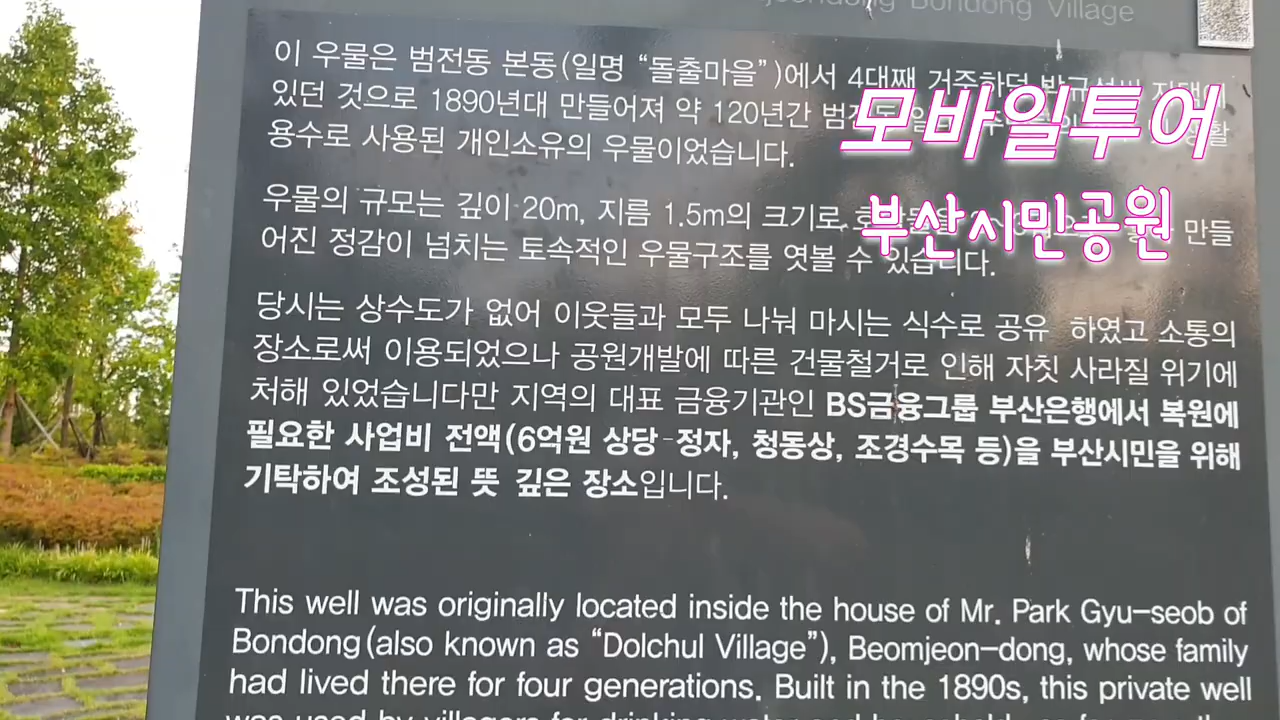 Bondong Village
이 우물은 범전동 본동(일명 “돌출마을”)에서 4대째 거주하던
있던 것으로 1890년대 만들어져 약 120년간
용수로 사용된 개인소유의 우물이었습니다.
모바일투어
부산시민공원
우물의 규모는 깊이 20m, 지름 1.5m의 크기로 만들
어진 정감이 넘치는 토속적인 우물구조를 엿볼 수 있습니다.
당시는 상수도가 없어 이웃들과 모두 나눠 마시는 식수로 공유 하였고 소통의
장소로써 이용되었으나 공원개발에 따른 건물철거로 인해 자칫 사라질 위기에
처해 있었습니다만 지역의 대표 금융기관인 BS금융그룹 부산은행에서 복원에
필요한 사업비 전액(6억원 상당-정자, 청동상, 조경수목 등)을 부산시민을 위해
기탁하여 조성된 뜻 깊은 장소입니다.
This well was originally located inside the house of Mr. Park Gyu-seob of
Bondong(also known as “Dolchul Village”), Beomjeon-dong, whose family
had lived there for four generations. Built in the 1890s, this private well